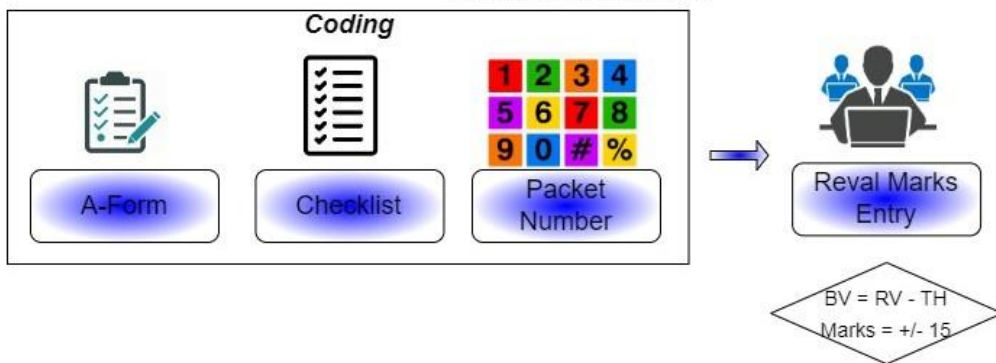 Coding
1 2 3 4
5 6 7 8
9 0 # %
A-Form
Checklist
Packet
Number
Reval Marks
Entry
BV = RV - TH
Marks = +/- 15